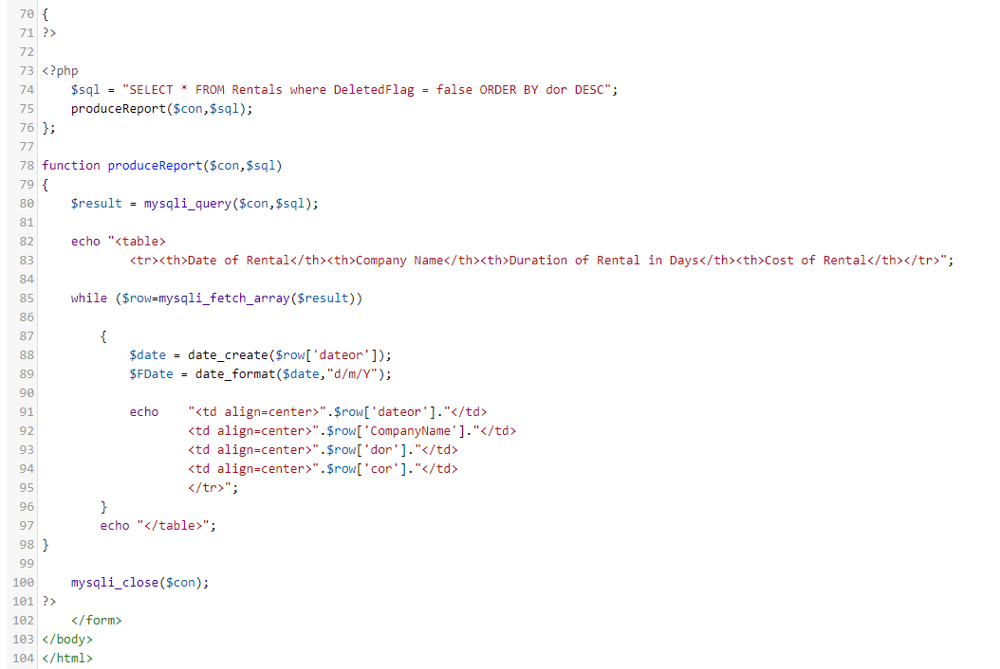 70 {
71 ?>
72
73 <?php
74     $sql = "SELECT * FROM Rentals where DeletedFlag = false ORDER BY dor DESC";
75     produceReport($con,$sql);
76 };
77
78 function produceReport($con,$sql)
79 {
80     $result = mysqli_query($con,$sql);
81
82     echo "<table>
83             <tr><th>Date of Rental</th><th>Company Name</th><th>Duration of Rental in Days</th><th>Cost of Rental</th></tr>";
84
85     while ($row=mysqli_fetch_array($result))
86
87         {
88             $date = date_create($row['dateor']);
89             $FDate = date_format($date,"d/m/Y");
90
91             echo    "<td align=center>".$row['dateor']."</td>
92                     <td align=center>".$row['CompanyName']."</td>
93                     <td align=center>".$row['dor']."</td>
94                     <td align=center>".$row['cor']."</td>
95                     </tr>";
96         }
97         echo "</table>";
98 }
99
100     mysqli_close($con);
101 ?>
102     </form>
103 </body>
104 </html>